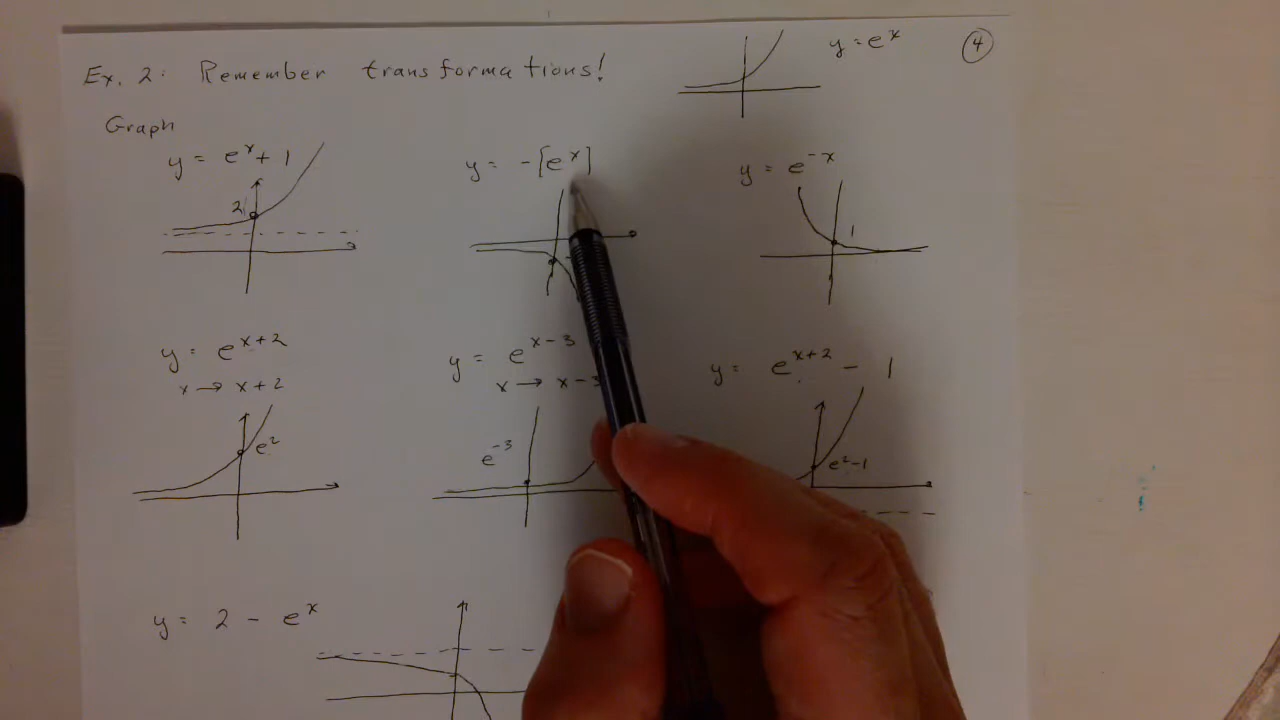 y = e^x
④
Ex. 2: Remember transformations!
Graph
y = e^x + 1
2
y = -[e^x]
y = e^-x
1
y = e^x+2
x → x+2
e^2
y = e^x-3
x → x-3
e^-3
y = e^x+2 - 1
e^2-1
y = 2 - e^x